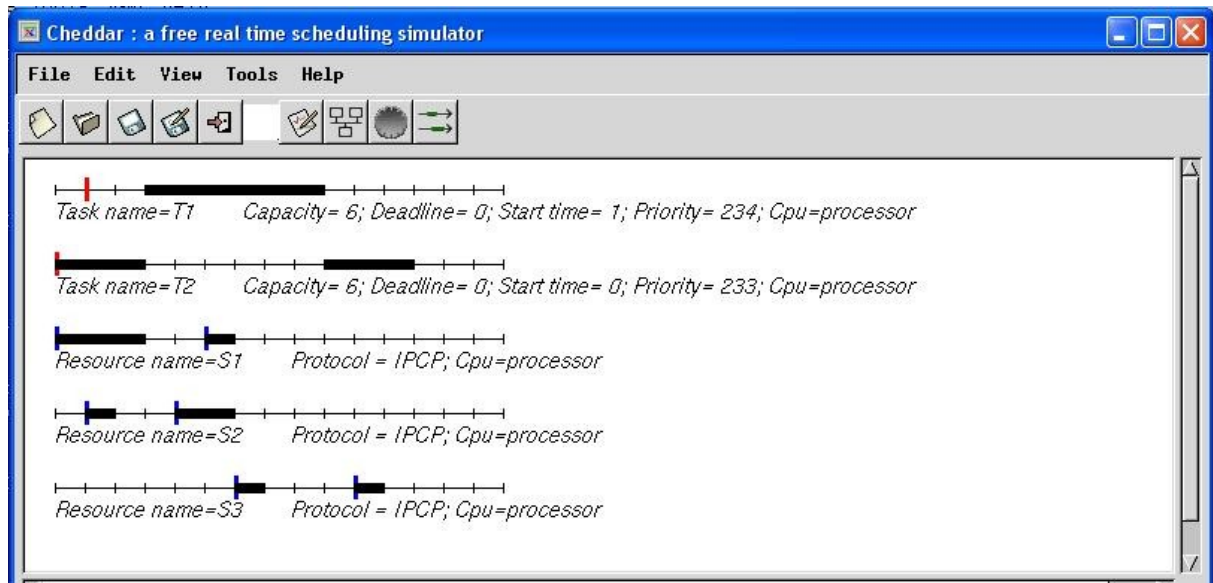 Cheddar : a free real time scheduling simulator
File Edit View Tools Help
Task name=T1 Capacity= 6; Deadline= 0; Start time= 1; Priority= 234; Cpu=processor
Task name=T2 Capacity= 6; Deadline= 0; Start time= 0; Priority= 233; Cpu=processor
Resource name=S1 Protocol = IPCP; Cpu=processor
Resource name=S2 Protocol = IPCP; Cpu=processor
Resource name=S3 Protocol = IPCP; Cpu=processor